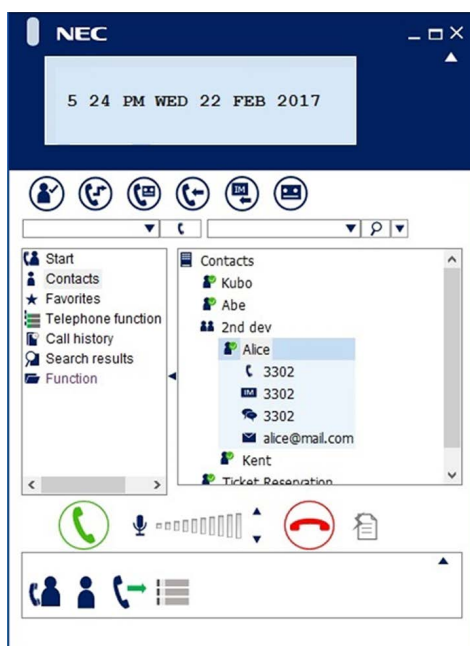 NEC
5 24 PM WED 22 FEB 2017
IM
Start
Contacts
Favorites
Telephone function
Call history
Search results
Function
Contacts
Kubo
Abe
2nd dev
Alice
3302
IM 3302
3302
alice@mail.com
Kent
Ticket Reservation